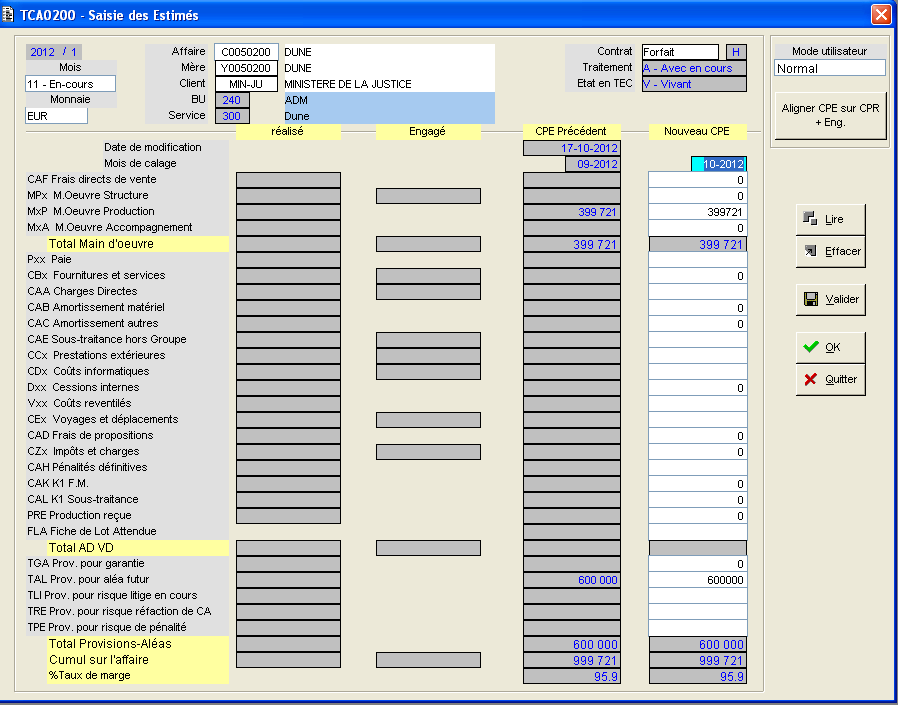 TCA0200 - Saisie des Estimés
2012 / 1
Mois
11 - En-cours
Monnaie
EUR
Affaire C0050200 DUNE
Mère Y0050200 DUNE
Client MIN-JU MINISTERE DE LA JUSTICE
BU 240 ADM
Service 300 Dune
Contrat Forfait H
Traitement A - Avec en cours
Etat en TEC V - Vivant
Mode utilisateur
Normal
Aligner CPE sur CPR
+ Eng.
réalisé Engagé CPE Précédent Nouveau CPE
Date de modification 17-10-2012
Mois de calage 09-2012 10-2012
CAF Frais directs de vente 0
MPx M.Oeuvre Structure 0
MxP M.Oeuvre Production 399 721 399721
MxA M.Oeuvre Accompagnement 0
Total Main d'oeuvre 399 721 399 721
Pxx Paie
CBx Fournitures et services 0
CAA Charges Directes
CAB Amortissement matériel 0
CAC Amortissement autres 0
CAE Sous-traitance hors Groupe
CCx Prestations extérieures
CDx Coûts informatiques
Dxx Cessions internes 0
Vxx Coûts reventilés
CEx Voyages et déplacements
CAD Frais de propositions 0
CZx Impôts et charges 0
CAH Pénalités définitives
CAK K1 F.M. 0
CAL K1 Sous-traitance 0
PRE Production reçue 0
FLA Fiche de Lot Attendue
Total AD VD
TGA Prov. pour garantie 0
TAL Prov. pour aléa futur 600 000 600000
TLI Prov. pour risque litige en cours
TRE Prov. pour risque réfaction de CA
TPE Prov. pour risque de pénalité
Total Provisions-Aléas 600 000 600 000
Cumul sur l'affaire 999 721 999 721
%Taux de marge 95.9 95.9
Lire
Effacer
Valider
OK
Quitter